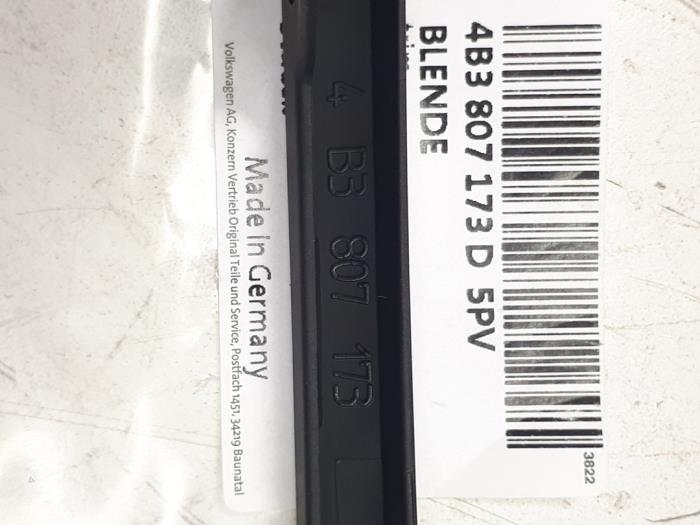 3822
4B3 807 173 D 5PV
BLENDE
4 B3 807 173
Made in Germany
Volkswagen AG, Konzern Vertrieb Original Teile und Service, Postfach 1451, 34219 Baunatal